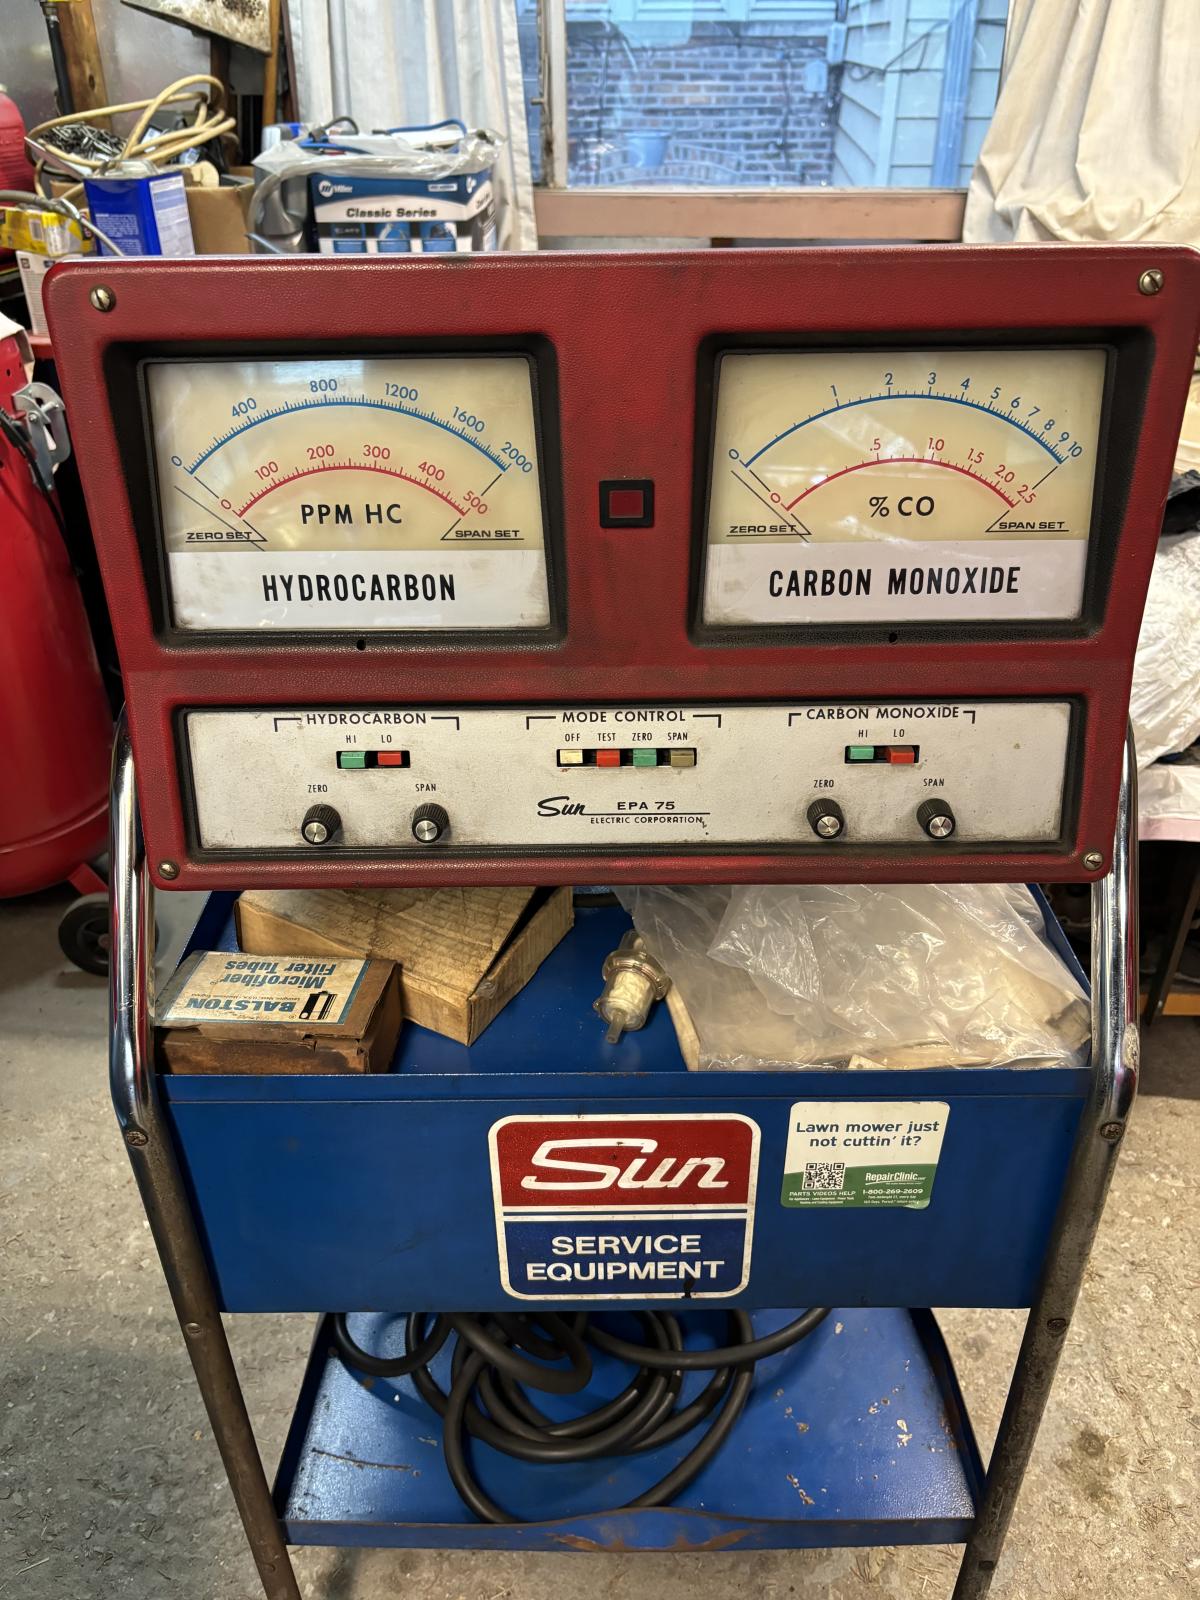 Miller
Classic Series
400 800 1200 1600 2000
0
100 200 300 400 500
0
PPM HC
ZERO SET
SPAN SET
HYDROCARBON
0 1 2 3 4 5 6 7 8 9 10
0 .5 1.0 1.5 2.0 2.5
% CO
ZERO SET
SPAN SET
CARBON MONOXIDE
HYDROCARBON
HI LO
ZERO SPAN
MODE CONTROL
OFF TEST ZERO SPAN
Sun EPA 75
ELECTRIC CORPORATION
CARBON MONOXIDE
HI LO
ZERO SPAN
BALSTON
Microfiber
Filter Tubes
Sun
SERVICE
EQUIPMENT
Lawn mower just
not cuttin' it?
RepairClinic.com
PARTS VIDEOS HELP
1-800-269-2609